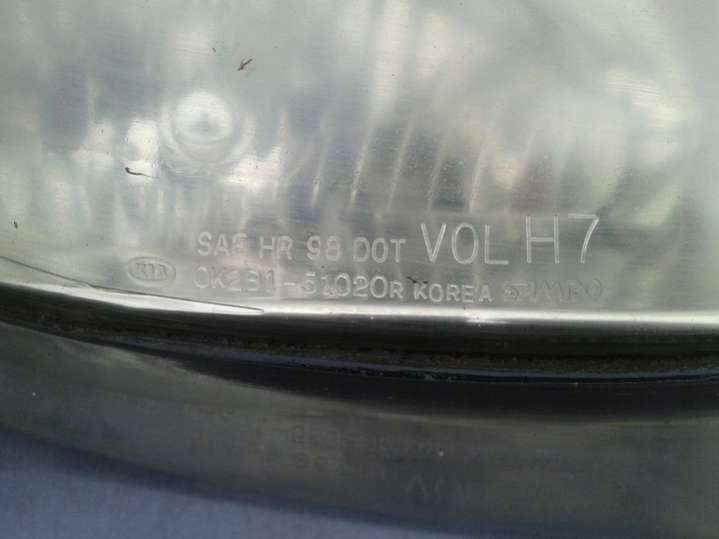 SAE HR 98 DOT VOL H7
KIA 0K2B1-51020R KOREA